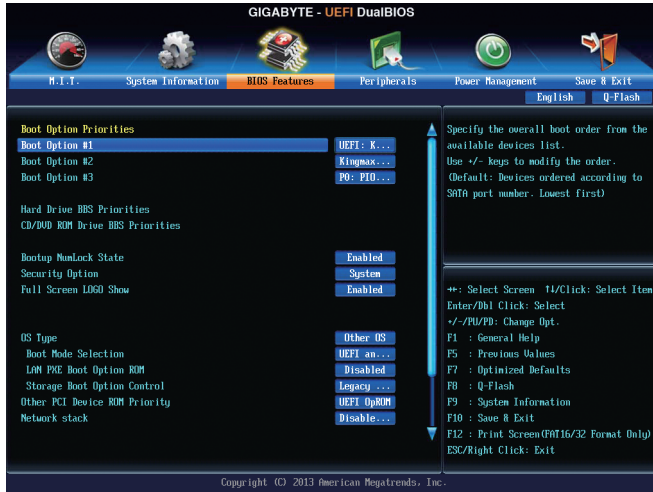 GIGABYTE - UEFI DualBIOS
M.I.T.
System Information
BIOS Features
Peripherals
Power Management
Save & Exit
English
Q-Flash
Boot Option Priorities
Boot Option #1 UEFI: K...
Boot Option #2 Kingmax...
Boot Option #3 P0: PIO...
Hard Drive BBS Priorities
CD/DVD ROM Drive BBS Priorities
Bootup NumLock State Enabled
Security Option System
Full Screen LOGO Show Enabled
OS Type Other OS
Boot Mode Selection UEFI an...
LAN PXE Boot Option ROM Disabled
Storage Boot Option Control Legacy ...
Other PCI Device ROM Priority UEFI OpROM
Network stack Disable...
Specify the overall boot order from the
available devices list.
Use +/- keys to modify the order.
(Default: Devices ordered according to
SATA port number. Lowest first)
→←: Select Screen ↑↓/Click: Select Item
Enter/Dbl Click: Select
+/-/PU/PD: Change Opt.
F1 : General Help
F5 : Previous Values
F7 : Optimized Defaults
F8 : Q-Flash
F9 : System Information
F10 : Save & Exit
F12 : Print Screen(FAT16/32 Format Only)
ESC/Right Click: Exit
Copyright (C) 2013 American Megatrends, Inc.